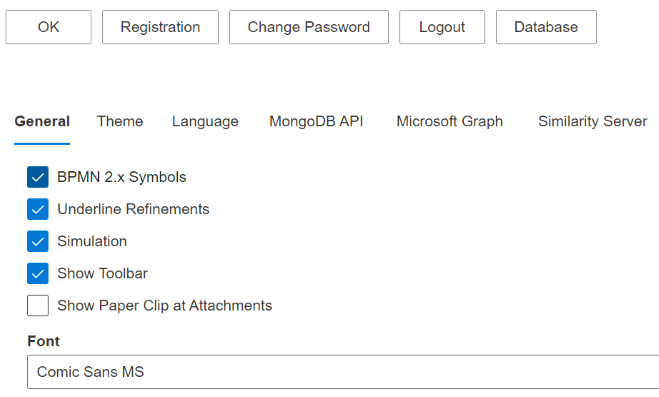 OK Registration Change Password Logout Database
General Theme Language MongoDB API Microsoft Graph Similarity Server
BPMN 2.x Symbols
Underline Refinements
Simulation
Show Toolbar
Show Paper Clip at Attachments
Font
Comic Sans MS